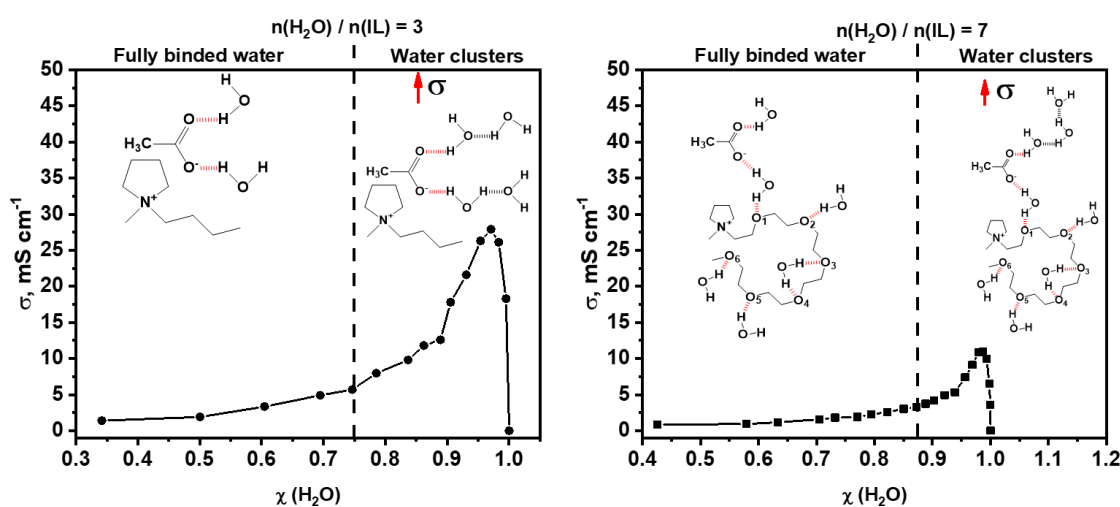 n(H₂O) / n(IL) = 3
Fully binded water
Water clusters
σ
H
O
H
O
H₃C
O⁻
H
O
H
N⁺
H
O
H
O
H
O
H₃C
O⁻
H
O
H
O
H
H
N⁺
50
45
40
35
30
25
20
15
10
5
0
σ, mS cm⁻¹
0.3 0.4 0.5 0.6 0.7 0.8 0.9 1.0
χ (H₂O)
n(H₂O) / n(IL) = 7
Fully binded water
Water clusters
σ
H
O
H
O
H₃C
O⁻
H
O
H
N⁺
O₁
O₂
H
O
H
O₆
O
H
H
O₃
H
O
H
O₅
O₄
H
O
H
H
O
H
H
O
H
O
H
O
H₃C
O⁻
H
O
H
N⁺
O₁
O₂
H
O
H
O₆
O₃
H
O
H
O₅
O₄
H
O
H
50
45
40
35
30
25
20
15
10
5
0
σ, mS cm⁻¹
0.4 0.5 0.6 0.7 0.8 0.9 1.0 1.1 1.2
χ (H₂O)